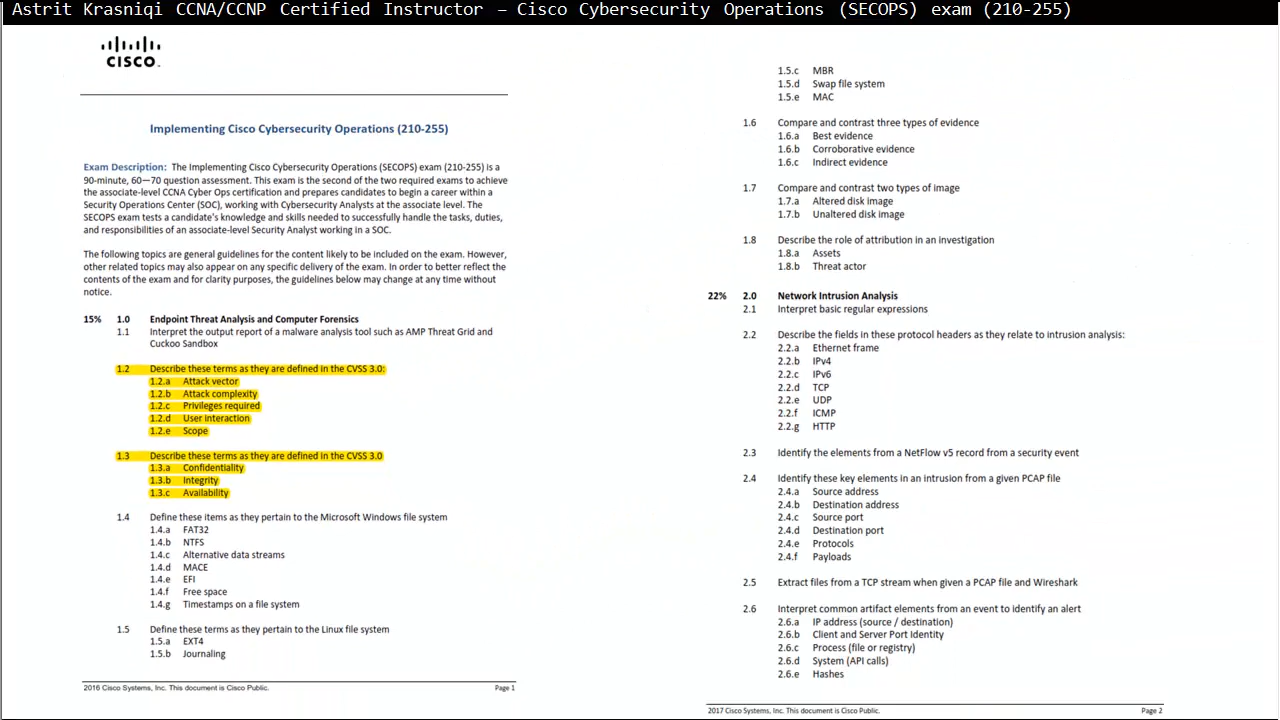 Astrit Krasniqi CCNA/CCNP Certified Instructor – Cisco Cybersecurity Operations (SECOPS) exam (210-255)
CISCO
Implementing Cisco Cybersecurity Operations (210-255)
Exam Description: The Implementing Cisco Cybersecurity Operations (SECOPS) exam (210-255) is a
90-minute, 60—70 question assessment. This exam is the second of the two required exams to achieve
the associate-level CCNA Cyber Ops certification and prepares candidates to begin a career within a
Security Operations Center (SOC), working with Cybersecurity Analysts at the associate level. The
SECOPS exam tests a candidate's knowledge and skills needed to successfully handle the tasks, duties,
and responsibilities of an associate-level Security Analyst working in a SOC.
The following topics are general guidelines for the content likely to be included on the exam. However,
other related topics may also appear on any specific delivery of the exam. In order to better reflect the
contents of the exam and for clarity purposes, the guidelines below may change at any time without
notice.
15% 1.0 Endpoint Threat Analysis and Computer Forensics
1.1 Interpret the output report of a malware analysis tool such as AMP Threat Grid and
Cuckoo Sandbox
1.2 Describe these terms as they are defined in the CVSS 3.0:
1.2.a Attack vector
1.2.b Attack complexity
1.2.c Privileges required
1.2.d User interaction
1.2.e Scope
1.3 Describe these terms as they are defined in the CVSS 3.0
1.3.a Confidentiality
1.3.b Integrity
1.3.c Availability
1.4 Define these items as they pertain to the Microsoft Windows file system
1.4.a FAT32
1.4.b NTFS
1.4.c Alternative data streams
1.4.d MACE
1.4.e EFI
1.4.f Free space
1.4.g Timestamps on a file system
1.5 Define these terms as they pertain to the Linux file system
1.5.a EXT4
1.5.b Journaling
2016 Cisco Systems, Inc. This document is Cisco Public. Page 1
1.5.c MBR
1.5.d Swap file system
1.5.e MAC
1.6 Compare and contrast three types of evidence
1.6.a Best evidence
1.6.b Corroborative evidence
1.6.c Indirect evidence
1.7 Compare and contrast two types of image
1.7.a Altered disk image
1.7.b Unaltered disk image
1.8 Describe the role of attribution in an investigation
1.8.a Assets
1.8.b Threat actor
22% 2.0 Network Intrusion Analysis
2.1 Interpret basic regular expressions
2.2 Describe the fields in these protocol headers as they relate to intrusion analysis:
2.2.a Ethernet frame
2.2.b IPv4
2.2.c IPv6
2.2.d TCP
2.2.e UDP
2.2.f ICMP
2.2.g HTTP
2.3 Identify the elements from a NetFlow v5 record from a security event
2.4 Identify these key elements in an intrusion from a given PCAP file
2.4.a Source address
2.4.b Destination address
2.4.c Source port
2.4.d Destination port
2.4.e Protocols
2.4.f Payloads
2.5 Extract files from a TCP stream when given a PCAP file and Wireshark
2.6 Interpret common artifact elements from an event to identify an alert
2.6.a IP address (source / destination)
2.6.b Client and Server Port Identity
2.6.c Process (file or registry)
2.6.d System (API calls)
2.6.e Hashes
2017 Cisco Systems, Inc. This document is Cisco Public. Page 2